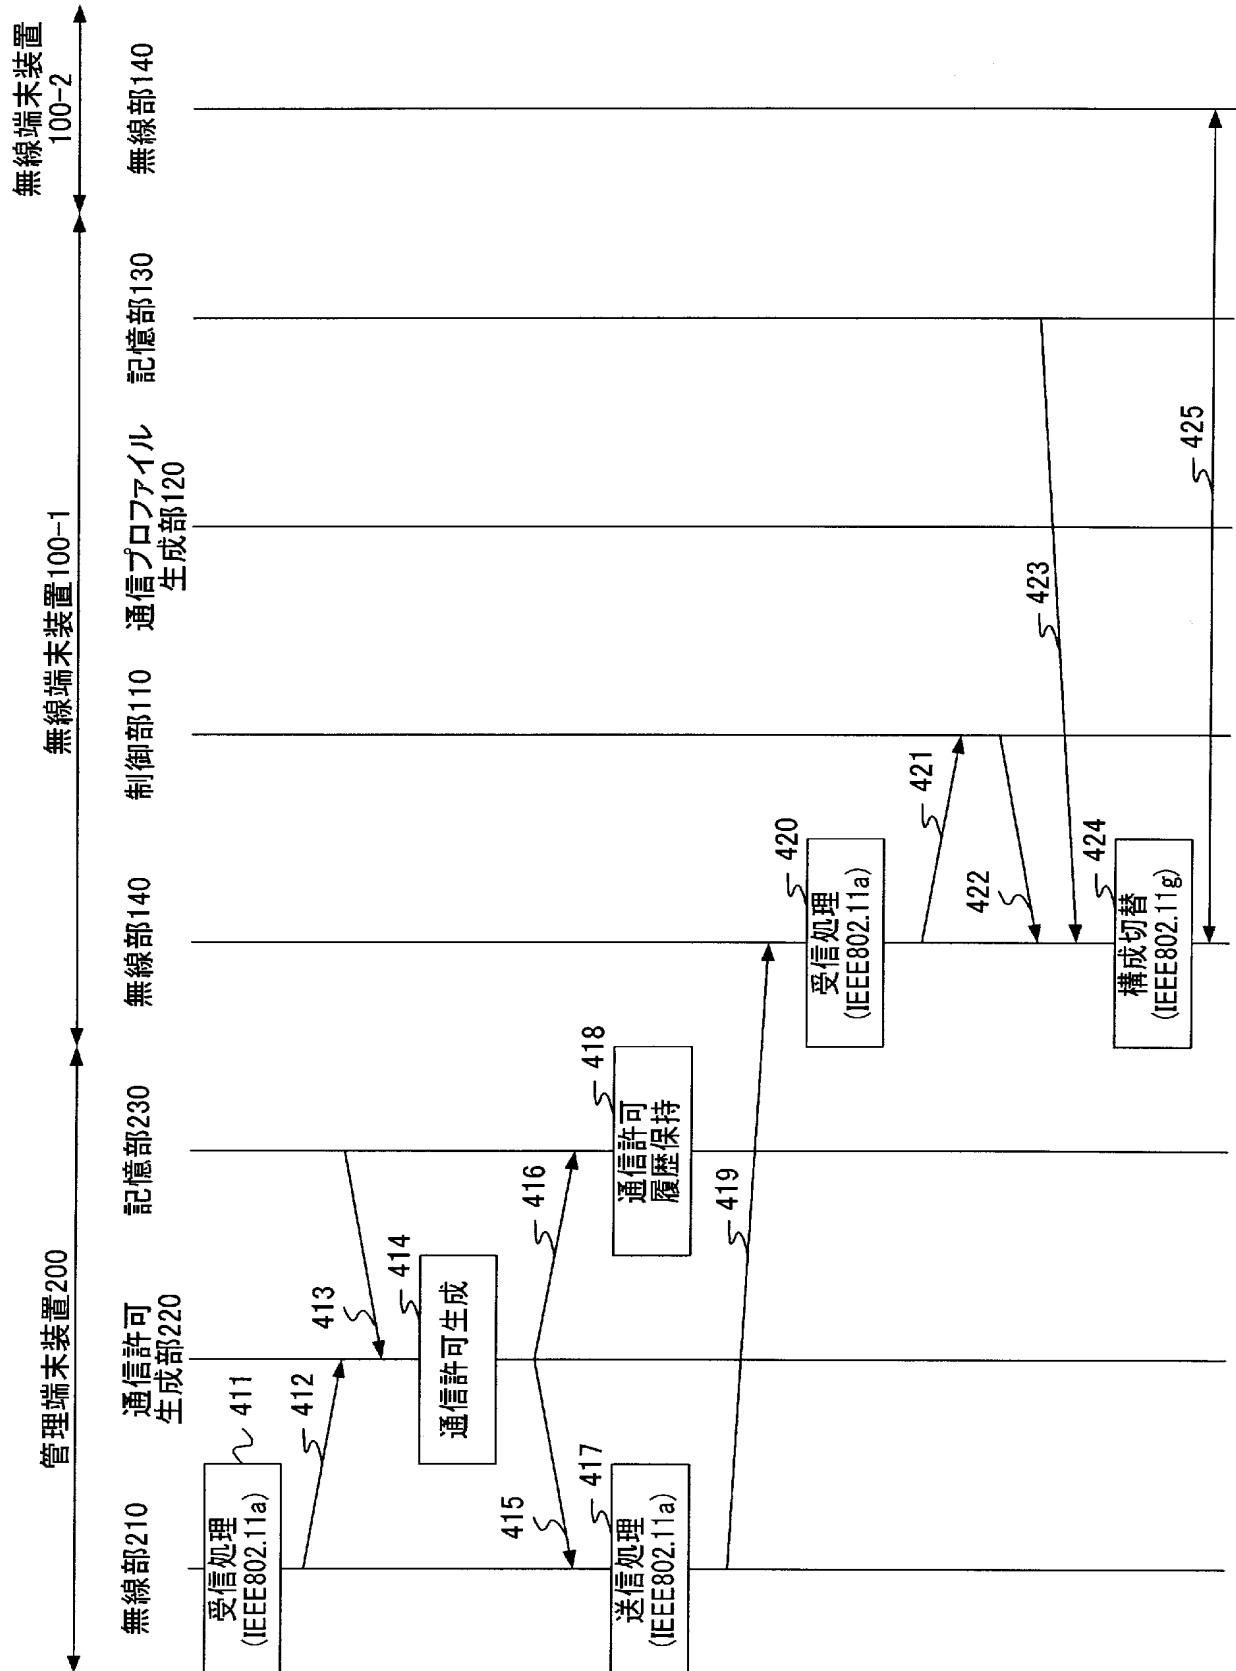 管理端末装置200
無線端末装置100-1
無線端末装置
100-2
無線部210
通信許可
生成部220
記憶部230
無線部140
制御部110
通信プロファイル
生成部120
記憶部130
無線部140
受信処理
(IEEE802.11a)
411
412
413
通信許可生成
414
415
416
送信処理
(IEEE802.11a)
417
通信許可
履歴保持
418
419
受信処理
(IEEE802.11a)
420
421
422
423
構成切替
(IEEE802.11g)
424
425